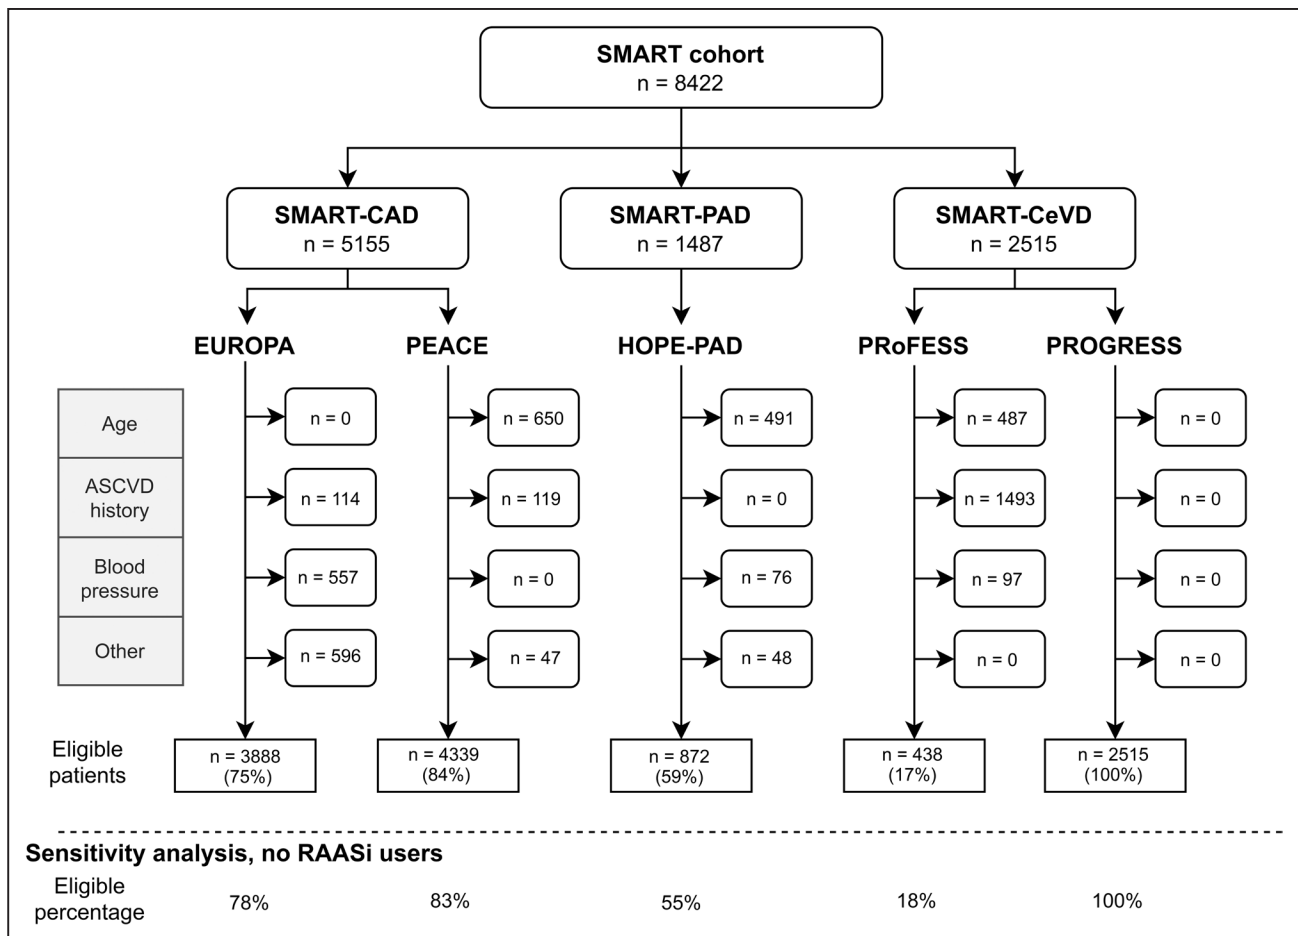 SMART cohort
n = 8422
SMART-CAD
n = 5155
SMART-PAD
n = 1487
SMART-CeVD
n = 2515
EUROPA
PEACE
HOPE-PAD
PRoFESS
PROGRESS
Age
n = 0
n = 650
n = 491
n = 487
n = 0
ASCVD
history
n = 114
n = 119
n = 0
n = 1493
n = 0
Blood
pressure
n = 557
n = 0
n = 76
n = 97
n = 0
Other
n = 596
n = 47
n = 48
n = 0
n = 0
Eligible
patients
n = 3888
(75%)
n = 4339
(84%)
n = 872
(59%)
n = 438
(17%)
n = 2515
(100%)
Sensitivity analysis, no RAASi users
Eligible
percentage
78%
83%
55%
18%
100%